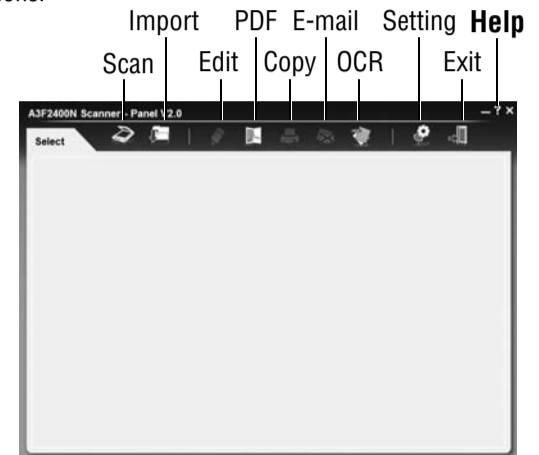 Import PDF E-mail Setting Help
Scan Edit Copy OCR Exit
A3F2400N Scanner - Panel V2.0
Select